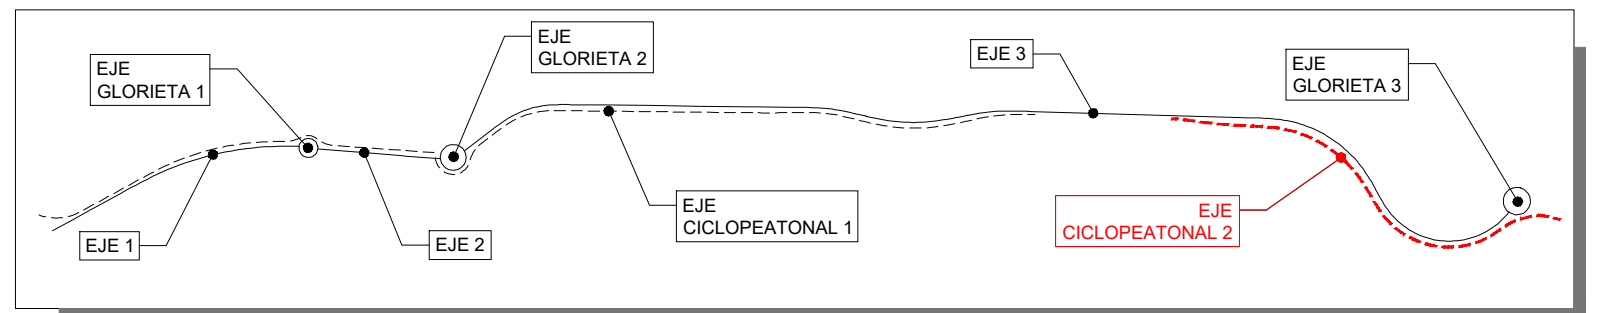 EJE
GLORIETA 1
EJE
GLORIETA 2
EJE 3
EJE
GLORIETA 3
EJE 1
EJE 2
EJE
CICLOPEATONAL 1
EJE
CICLOPEATONAL 2